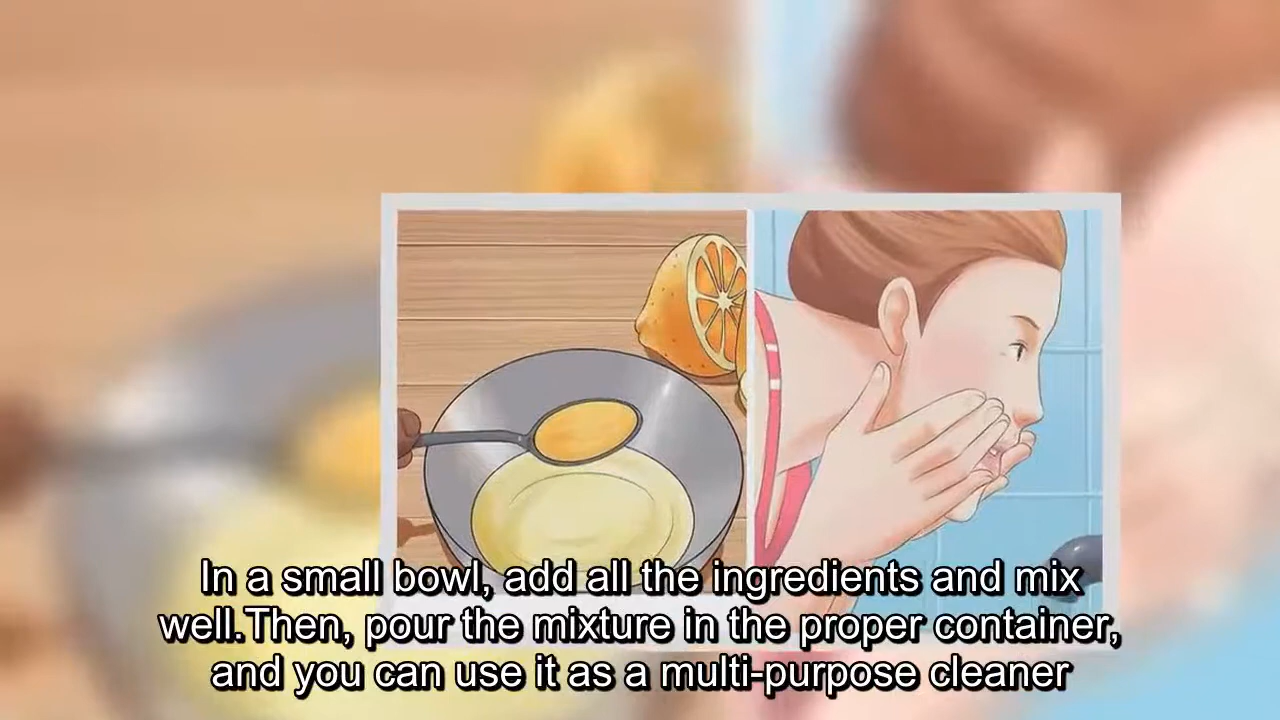 In a small bowl, add all the ingredients and mix
well.Then, pour the mixture in the proper container,
and you can use it as a multi-purpose cleaner